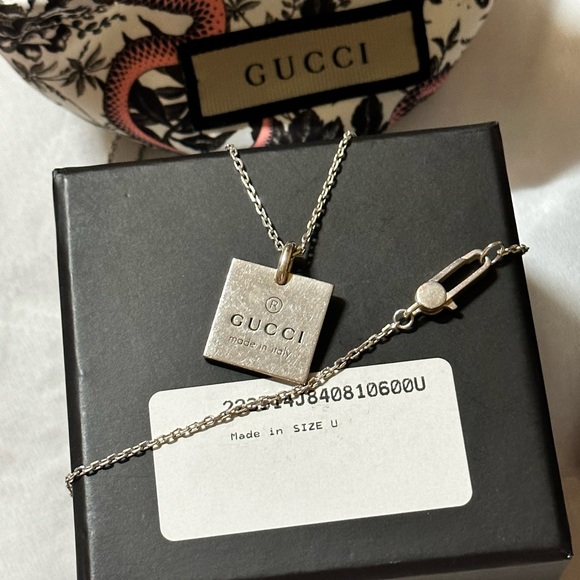 GUCCI
®
GUCCI
made in italy
J840810600U
Made in SIZE U